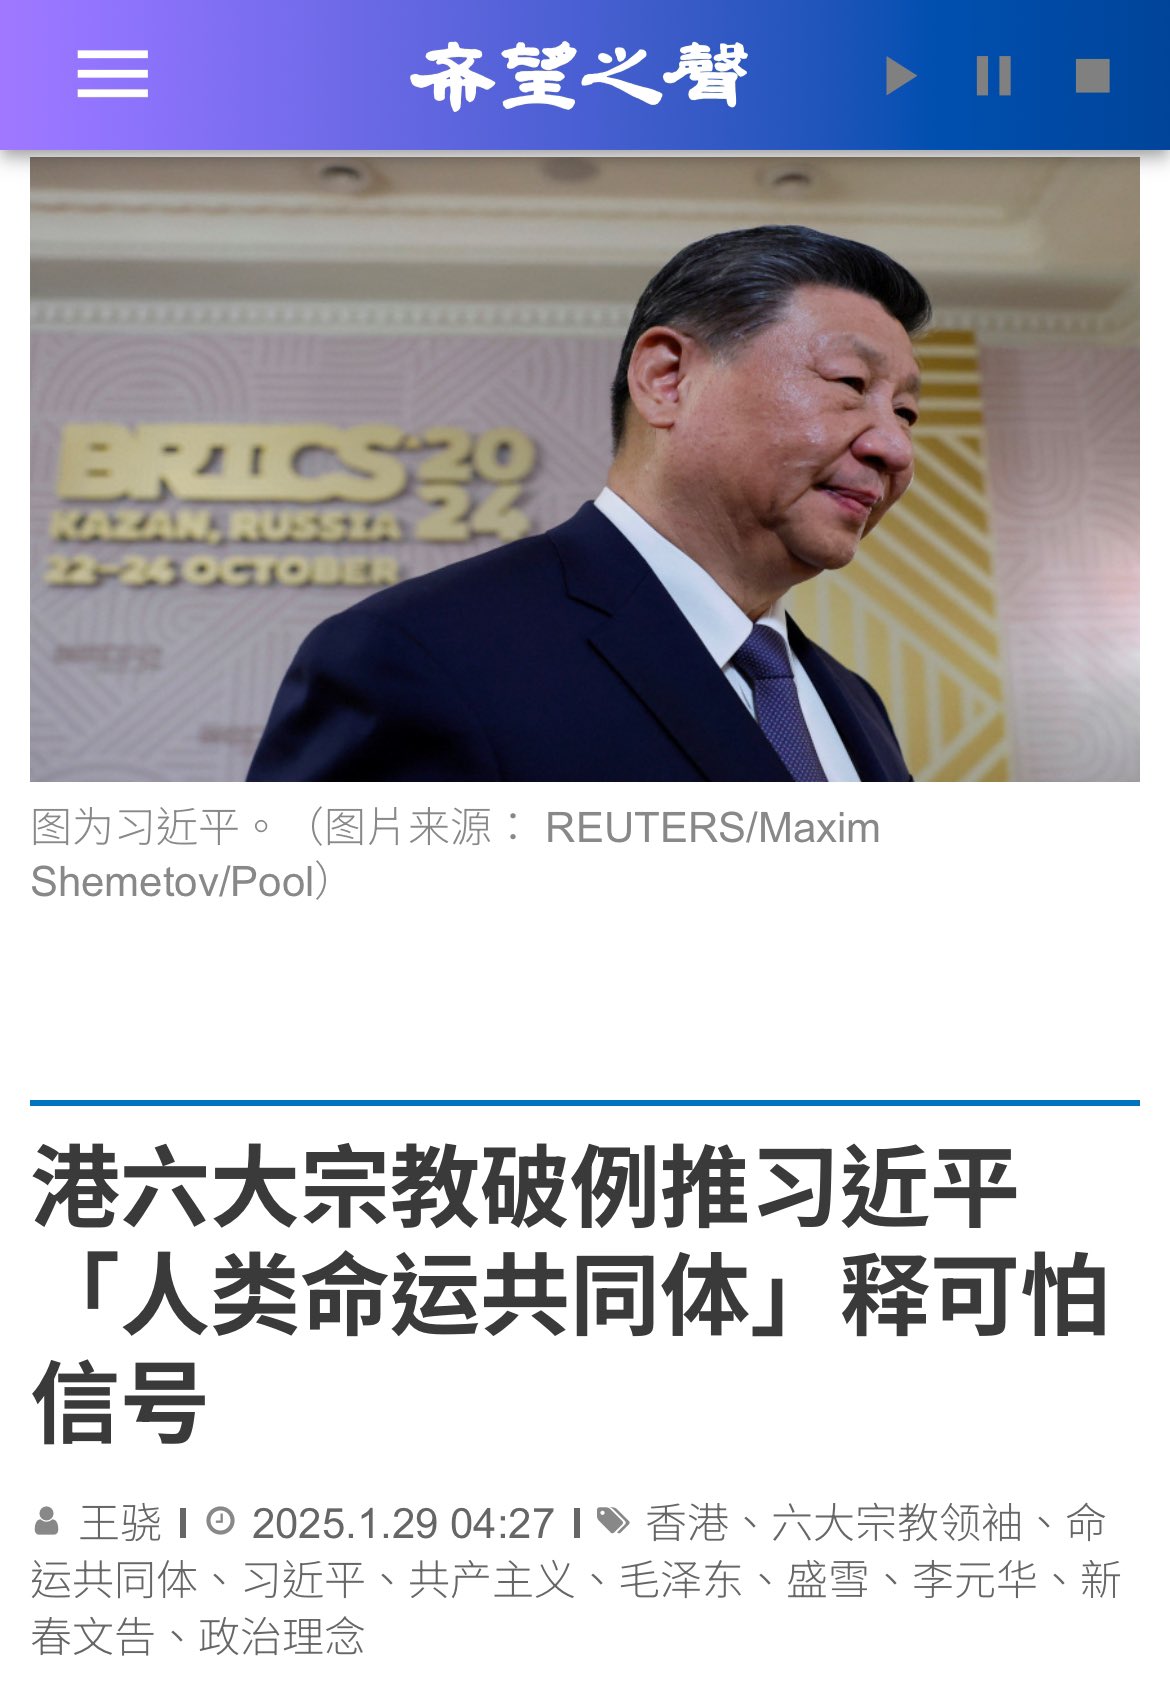 希望之聲
BRICS'20
24
KAZAN, RUSSIA
22-24 OCTOBER
图为习近平。（图片来源： REUTERS/Maxim
Shemetov/Pool）
港六大宗教破例推习近平
「人类命运共同体」释可怕
信号
王骁 | 2025.1.29 04:27 | 香港、六大宗教领袖、命
运共同体、习近平、共产主义、毛泽东、盛雪、李元华、新
春文告、政治理念